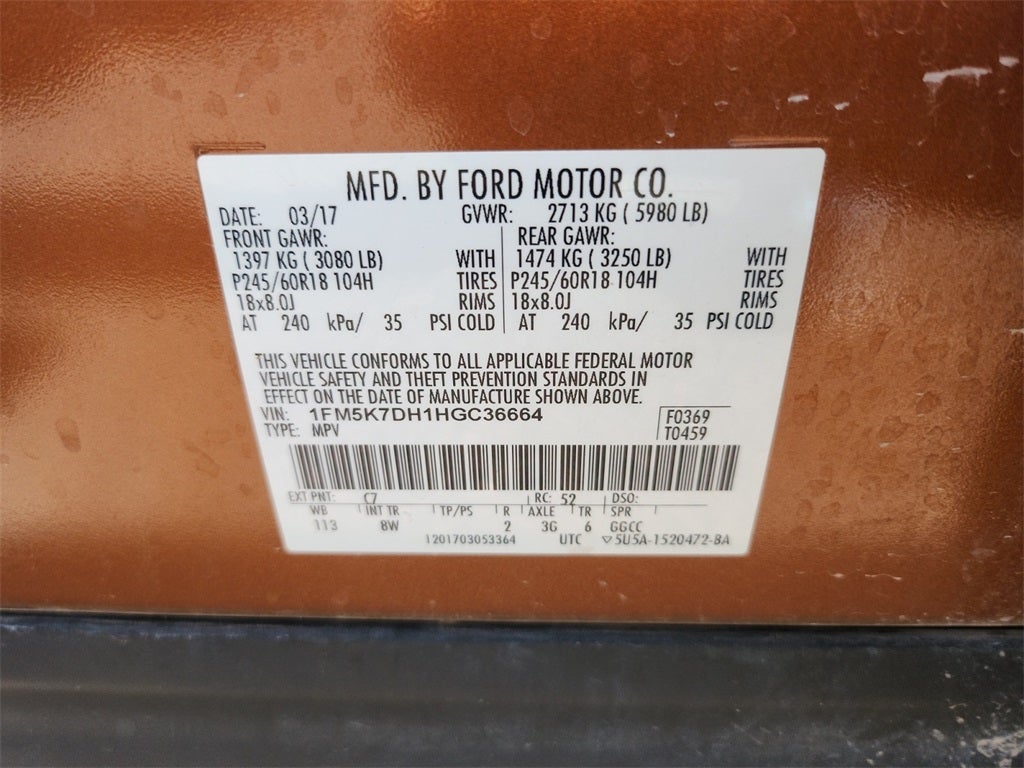 MFD. BY FORD MOTOR CO.
DATE: 03/17 GVWR: 2713 KG ( 5980 LB)
FRONT GAWR: REAR GAWR:
1397 KG ( 3080 LB) WITH 1474 KG ( 3250 LB) WITH
P245/60R18 104H TIRES P245/60R18 104H TIRES
18x8.0J RIMS 18x8.0J RIMS
AT 240 kPa/ 35 PSI COLD AT 240 kPa/ 35 PSI COLD
THIS VEHICLE CONFORMS TO ALL APPLICABLE FEDERAL MOTOR
VEHICLE SAFETY AND THEFT PREVENTION STANDARDS IN
EFFECT ON THE DATE OF MANUFACTURE SHOWN ABOVE.
VIN: 1FM5K7DH1HGC36664 F0369
TYPE: MPV T0459
EXT PNT: C7 RC: 52 DSO:
WB INT TR TP/PS R AXLE TR SPR
113 8W 2 3G 6 GGCC
1201703053364 UTC ▽5U5A-1520472-BA